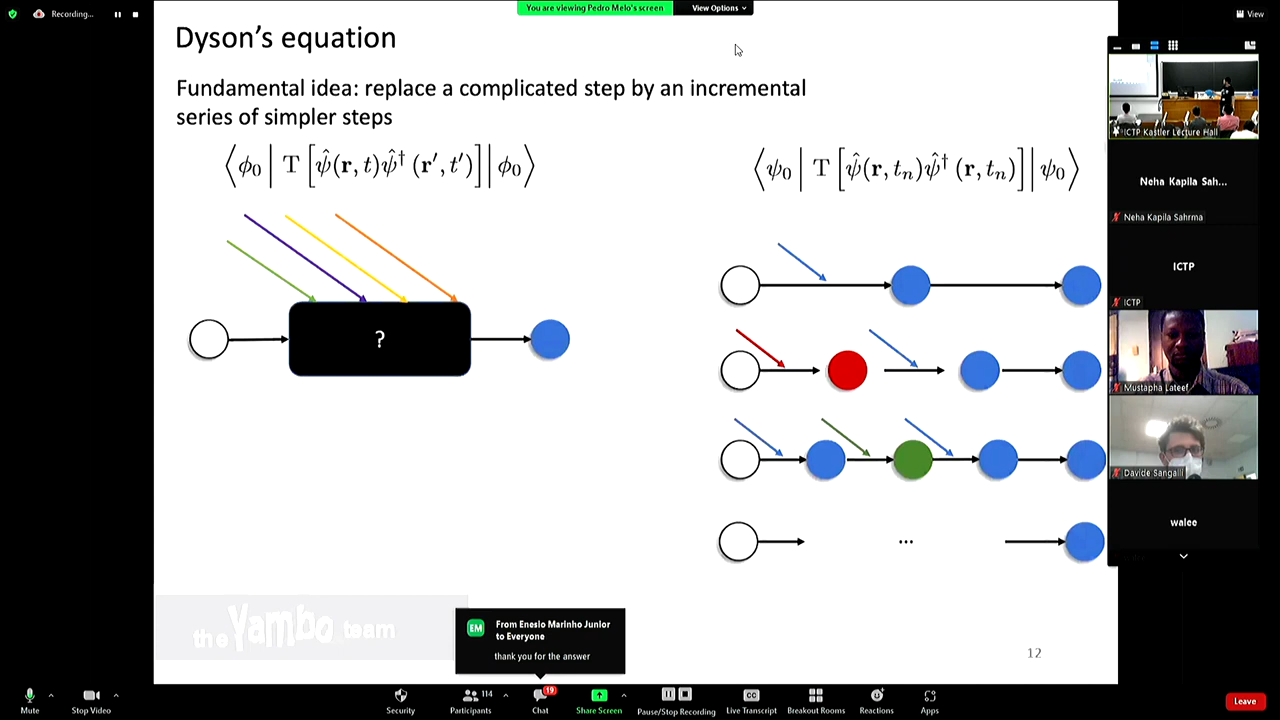 Recording...
You are viewing Pedro Melo's screen
View Options
View
Dyson's equation
Fundamental idea: replace a complicated step by an incremental
series of simpler steps
⟨ϕ₀ | T [ψ̂(r, t)ψ̂† (r′, t′)] | ϕ₀⟩
⟨ψ₀ | T [ψ̂(r, tₙ)ψ̂† (r, tₙ)] | ψ₀⟩
?
...
the Yambo team
12
ICTP Kastler Lecture Hall
Neha Kapila Sah...
Neha Kapila Sahrma
ICTP
ICTP
Mustapha Lateef
Davide Sangalli
walee
EM
From Enesio Marinho Junior
to Everyone
thank you for the answer
Mute
Stop Video
Security
114
Participants
19
Chat
Share Screen
Pause/Stop Recording
CC
Live Transcript
Breakout Rooms
Reactions
Apps
Leave